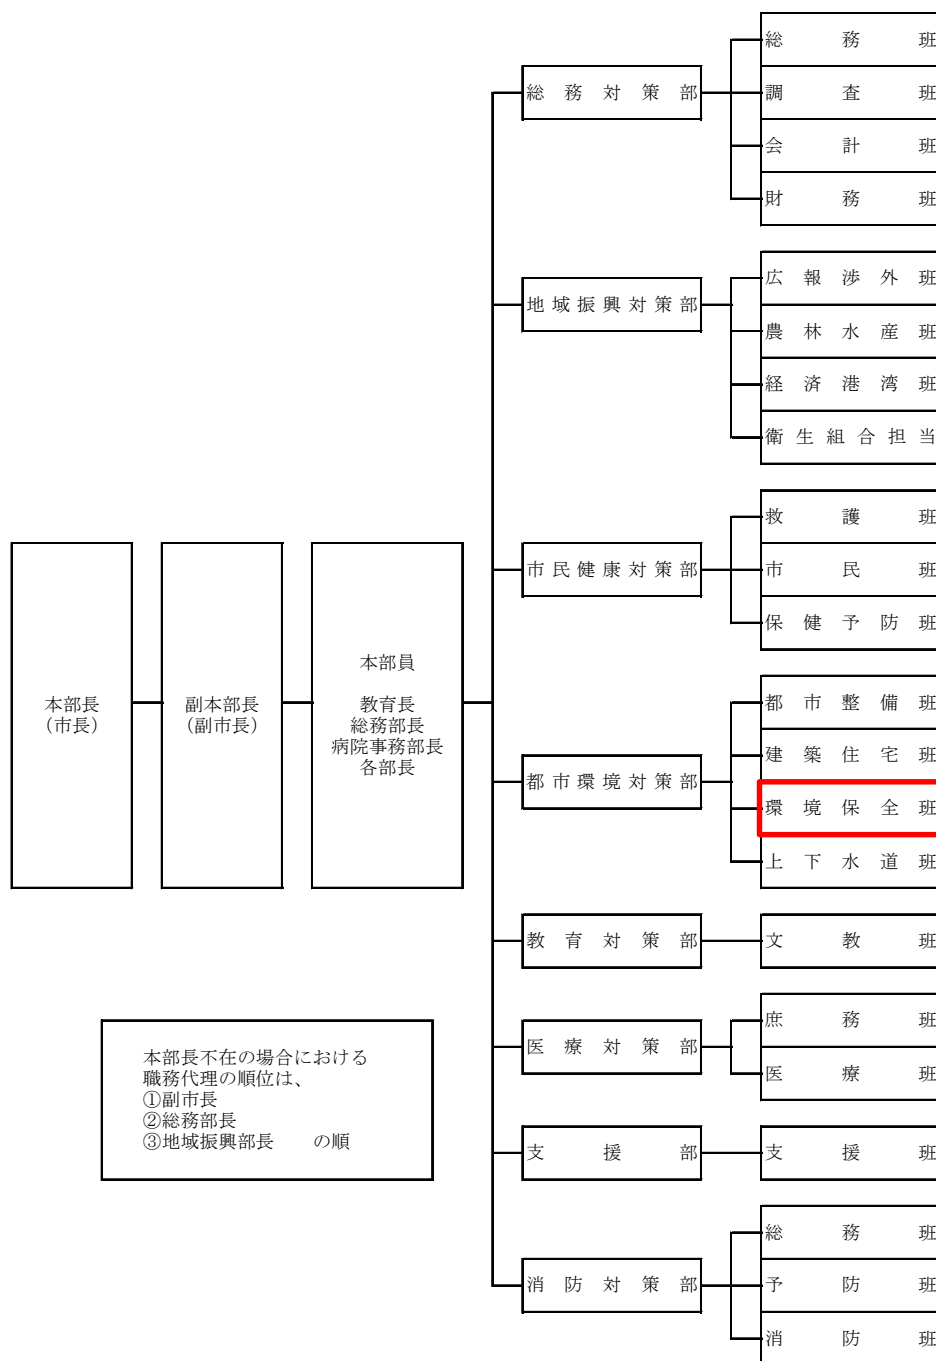 本部長
（市長）
副本部長
（副市長）
本部員
教育長
総務部長
病院事務部長
各部長
総務対策部
総務班
調査班
会計班
財務班
地域振興対策部
広報渉外班
農林水産班
経済港湾班
衛生組合担当
市民健康対策部
救護班
市民班
保健予防班
都市環境対策部
都市整備班
建築住宅班
環境保全班
上下水道班
教育対策部
文教班
医療対策部
庶務班
医療班
支援部
支援班
消防対策部
総務班
予防班
消防班
本部長不在の場合における
職務代理の順位は、
①副市長
②総務部長
③地域振興部長　　の順